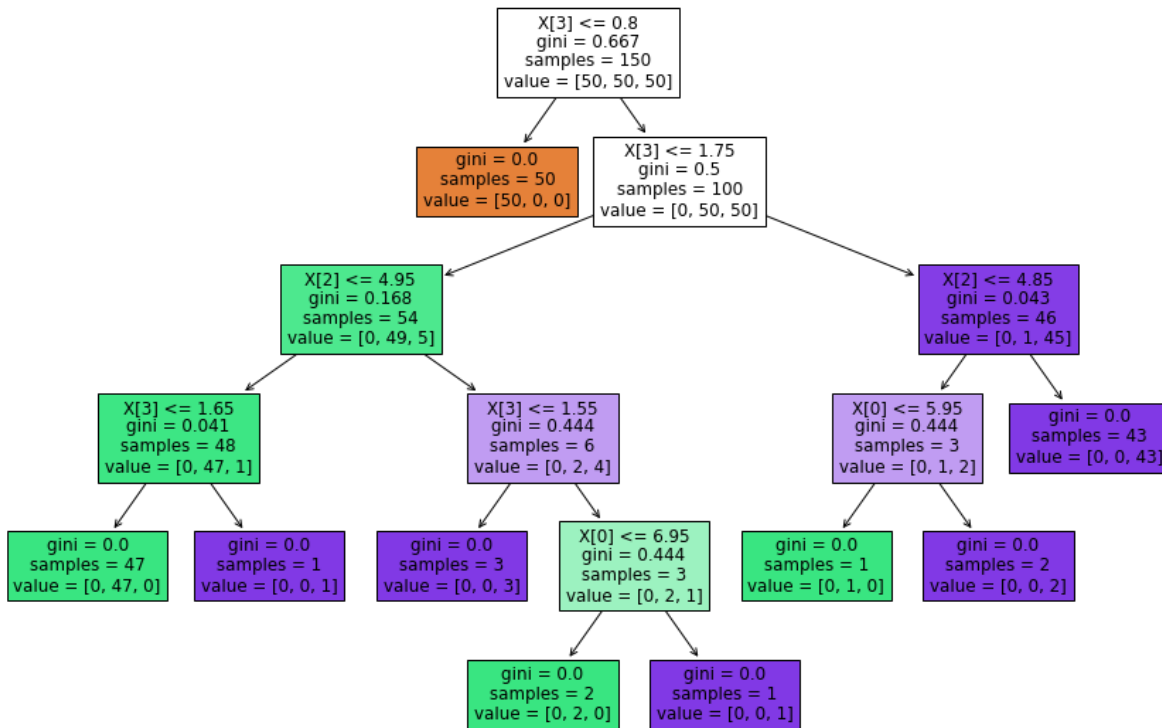 X[3] <= 0.8
gini = 0.667
samples = 150
value = [50, 50, 50]
gini = 0.0
samples = 50
value = [50, 0, 0]
X[3] <= 1.75
gini = 0.5
samples = 100
value = [0, 50, 50]
X[2] <= 4.95
gini = 0.168
samples = 54
value = [0, 49, 5]
X[2] <= 4.85
gini = 0.043
samples = 46
value = [0, 1, 45]
X[3] <= 1.65
gini = 0.041
samples = 48
value = [0, 47, 1]
X[3] <= 1.55
gini = 0.444
samples = 6
value = [0, 2, 4]
X[0] <= 5.95
gini = 0.444
samples = 3
value = [0, 1, 2]
gini = 0.0
samples = 43
value = [0, 0, 43]
gini = 0.0
samples = 47
value = [0, 47, 0]
gini = 0.0
samples = 1
value = [0, 0, 1]
gini = 0.0
samples = 3
value = [0, 0, 3]
X[0] <= 6.95
gini = 0.444
samples = 3
value = [0, 2, 1]
gini = 0.0
samples = 1
value = [0, 1, 0]
gini = 0.0
samples = 2
value = [0, 0, 2]
gini = 0.0
samples = 2
value = [0, 2, 0]
gini = 0.0
samples = 1
value = [0, 0, 1]